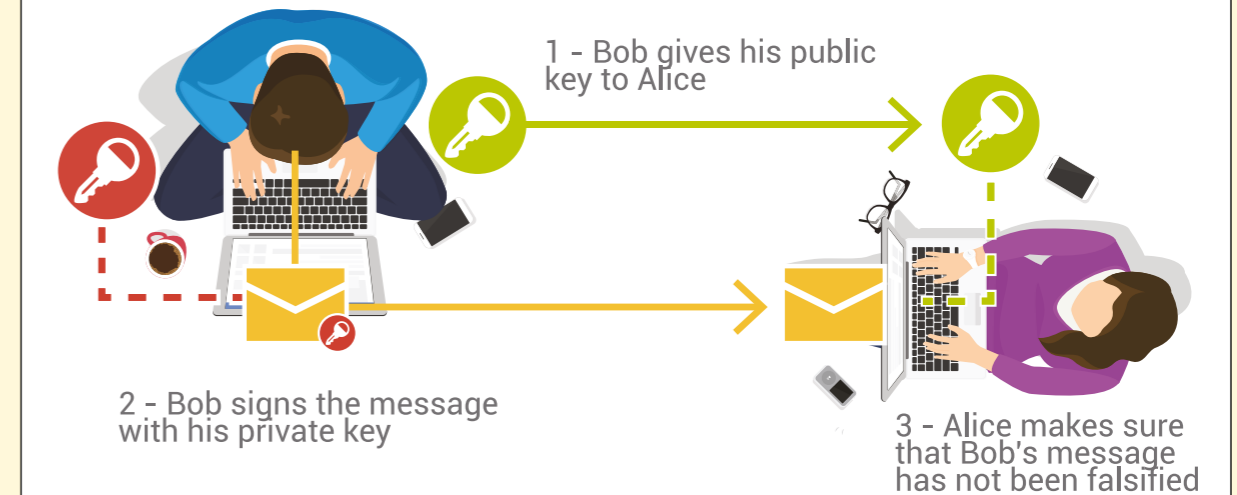 1 - Bob gives his public
key to Alice
2 - Bob signs the message
with his private key
3 - Alice makes sure
that Bob's message
has not been falsified